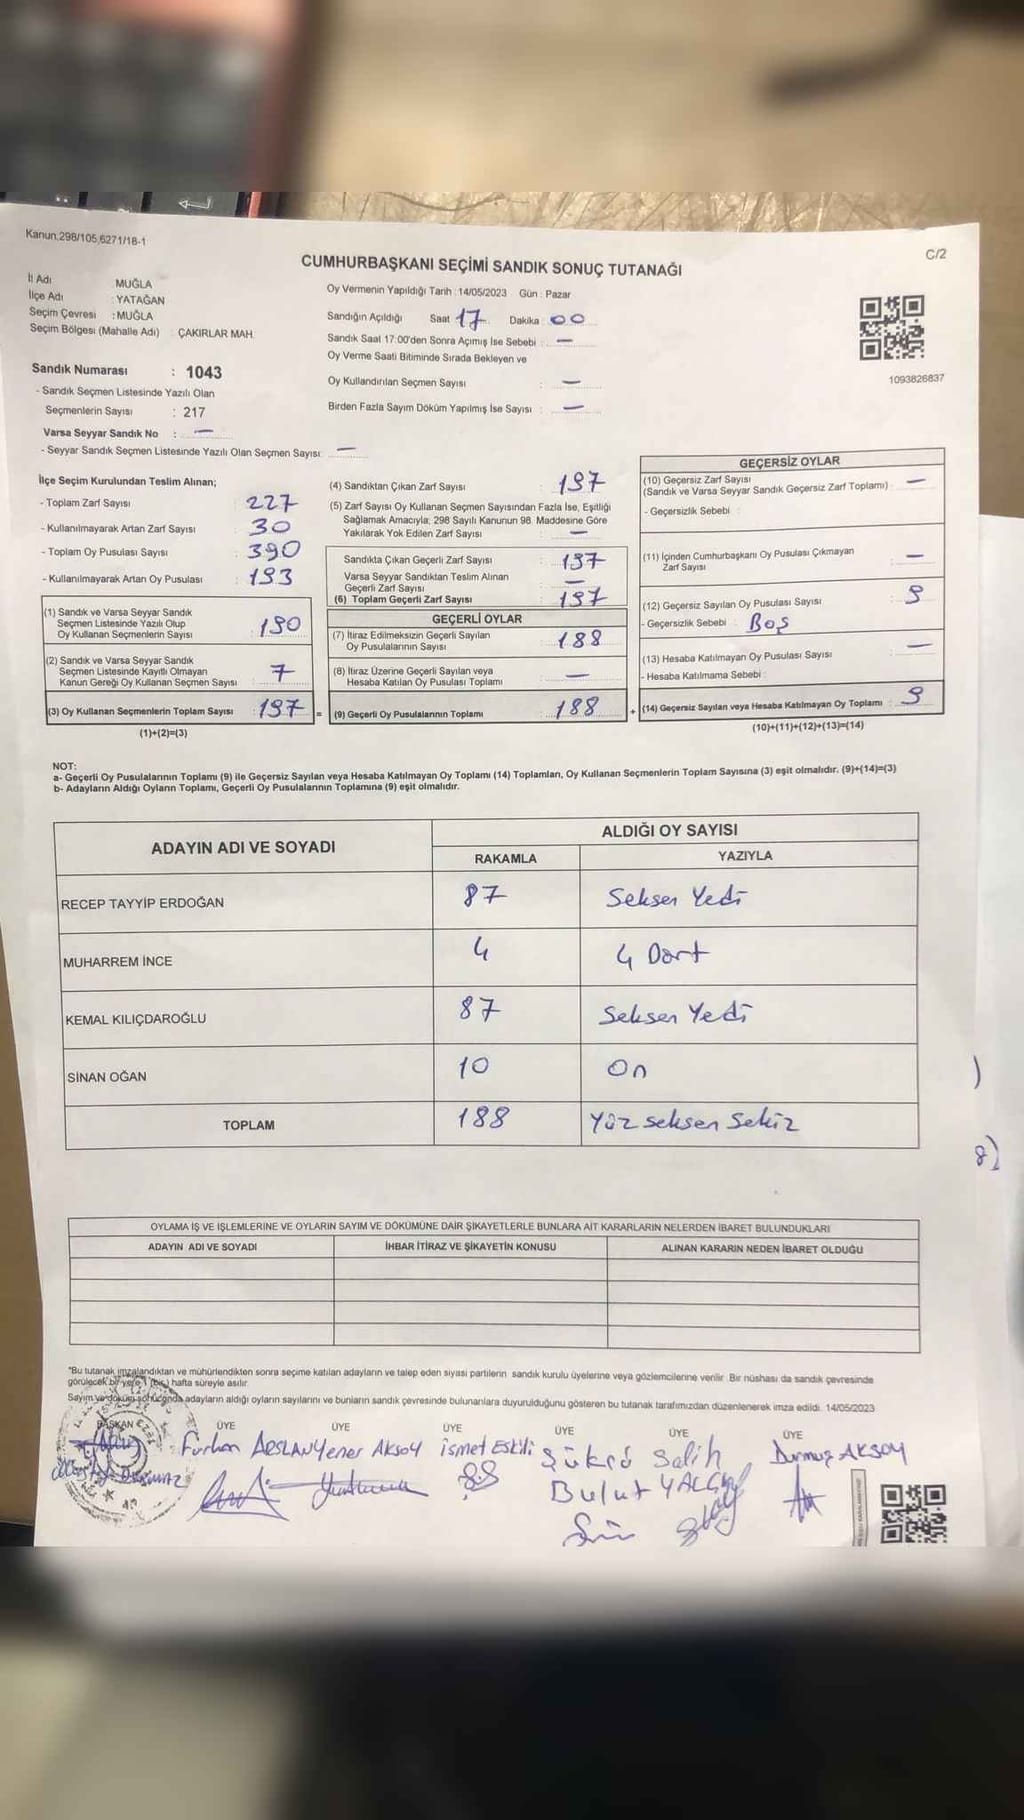 Kanun,298/105,6271/18-1
C/2
CUMHURBAŞKANI SEÇİMİ SANDIK SONUÇ TUTANAĞI
İl Adı MUĞLA
İlçe Adı : YATAĞAN
Seçim Çevresi : MUĞLA
Seçim Bölgesi (Mahalle Adı) : ÇAKIRLAR MAH.
Oy Vermenin Yapıldığı Tarih : 14/05/2023 Gün : Pazar
Sandığın Açıldığı Saat 17 Dakika : 00
Sandık Saat 17:00'den Sonra Açımış İse Sebebi : —
Oy Verme Saati Bitiminde Sırada Bekleyen ve
Oy Kullandırılan Seçmen Sayısı : —
Birden Fazla Sayım Döküm Yapılmış İse Sayısı : —
1093826837
Sandık Numarası : 1043
- Sandık Seçmen Listesinde Yazılı Olan
Seçmenlerin Sayısı : 217
Varsa Seyyar Sandık No : —
- Seyyar Sandık Seçmen Listesinde Yazılı Olan Seçmen Sayısı: —
İlçe Seçim Kurulundan Teslim Alınan;
- Toplam Zarf Sayısı : 227
- Kullanılmayarak Artan Zarf Sayısı : 30
- Toplam Oy Pusulası Sayısı : 390
- Kullanılmayarak Artan Oy Pusulası : 193
(1) Sandık ve Varsa Seyyar Sandık
Seçmen Listesinde Yazılı Olup
Oy Kullanan Seçmenlerin Sayısı : 190
(2) Sandık ve Varsa Seyyar Sandık
Seçmen Listesinde Kayıtlı Olmayan
Kanun Gereği Oy Kullanan Seçmen Sayısı : 7
(3) Oy Kullanan Seçmenlerin Toplam Sayısı : 197 =
(1)+(2)=(3)
(4) Sandıktan Çıkan Zarf Sayısı : 197
(5) Zarf Sayısı Oy Kullanan Seçmen Sayısından Fazla İse, Eşitliği
Sağlamak Amacıyla; 298 Sayılı Kanunun 98. Maddesine Göre
Yakılarak Yok Edilen Zarf Sayısı : —
Sandıkta Çıkan Geçerli Zarf Sayısı : 197
Varsa Seyyar Sandıktan Teslim Alınan
Geçerli Zarf Sayısı : —
(6) Toplam Geçerli Zarf Sayısı : 197
GEÇERLİ OYLAR
(7) İtiraz Edilmeksizin Geçerli Sayılan
Oy Pusulalarının Sayısı : 188
(8) İtiraz Üzerine Geçerli Sayılan veya
Hesaba Katılan Oy Pusulası Toplamı : —
(9) Geçerli Oy Pusulalarının Toplamı : 188 +
GEÇERSİZ OYLAR
(10) Geçersiz Zarf Sayısı
(Sandık ve Varsa Seyyar Sandık Geçersiz Zarf Toplamı) : —
- Geçersizlik Sebebi :
(11) İçinden Cumhurbaşkanı Oy Pusulası Çıkmayan
Zarf Sayısı : —
(12) Geçersiz Sayılan Oy Pusulası Sayısı : 9
- Geçersizlik Sebebi : Boş
(13) Hesaba Katılmayan Oy Pusulası Sayısı : —
- Hesaba Katılmama Sebebi :
(14) Geçersiz Sayılan veya Hesaba Katılmayan Oy Toplamı : 9
(10)+(11)+(12)+(13)=(14)
NOT:
a- Geçerli Oy Pusulalarının Toplamı (9) ile Geçersiz Sayılan veya Hesaba Katılmayan Oy Toplamı (14) Toplamları, Oy Kullanan Seçmenlerin Toplam Sayısına (3) eşit olmalıdır. (9)+(14)=(3)
b- Adayların Aldığı Oyların Toplamı, Geçerli Oy Pusulalarının Toplamına (9) eşit olmalıdır.
ADAYIN ADI VE SOYADI
ALDIĞI OY SAYISI
RAKAMLA YAZIYLA
RECEP TAYYİP ERDOĞAN 87 Seksen Yedi
MUHARREM İNCE 4 4 Dört
KEMAL KILIÇDAROĞLU 87 Seksen Yedi
SİNAN OĞAN 10 On
TOPLAM 188 Yüz seksen Sekiz
8)
OYLAMA İŞ VE İŞLEMLERİNE VE OYLARIN SAYIM VE DÖKÜMÜNE DAİR ŞİKAYETLERLE BUNLARA AİT KARARLARIN NELERDEN İBARET BULUNDUKLARI
ADAYIN ADI VE SOYADI İHBAR İTİRAZ VE ŞİKAYETİN KONUSU ALINAN KARARIN NEDEN İBARET OLDUĞU
*Bu tutanak imzalandıktan ve mühürlendikten sonra seçime katılan adayların ve talep eden siyasi partilerin sandık kurulu üyelerine veya gözlemcilerine verilir. Bir nüshası da sandık çevresinde
görülecek bir yere 1 (bir) hafta süreyle asılır.
Sayım ve döküm sonucunda adayların aldığı oyların sayılarını ve bunların sandık çevresinde bulunanlara duyurulduğunu gösteren bu tutanak tarafımızdan düzenlenerek imza edildi. 14/05/2023
BAŞKAN ÜYE ÜYE ÜYE ÜYE ÜYE ÜYE
Furkan ARSLAN Yener Aksoy ismet Eskili Şükrü Salih Durmuş AKSOY
Bulut YALÇIN